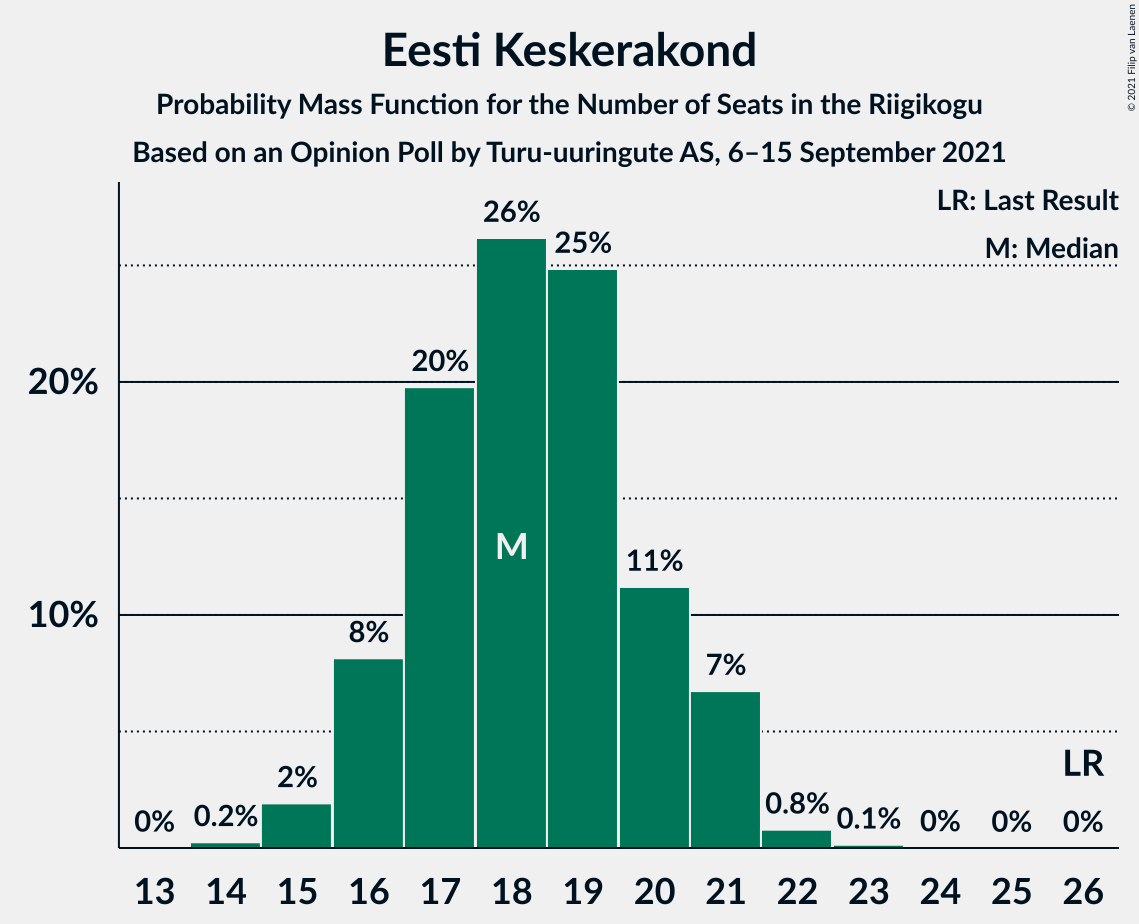 Eesti Keskerakond
Probability Mass Function for the Number of Seats in the Riigikogu
Based on an Opinion Poll by Turu-uuringute AS, 6–15 September 2021
© 2021 Filip van Laenen
LR: Last Result
M: Median
20%
10%
0%
0.2%
2%
8%
20%
26%
25%
11%
7%
0.8%
0.1%
0%
0%
0%
M
LR
13 14 15 16 17 18 19 20 21 22 23 24 25 26